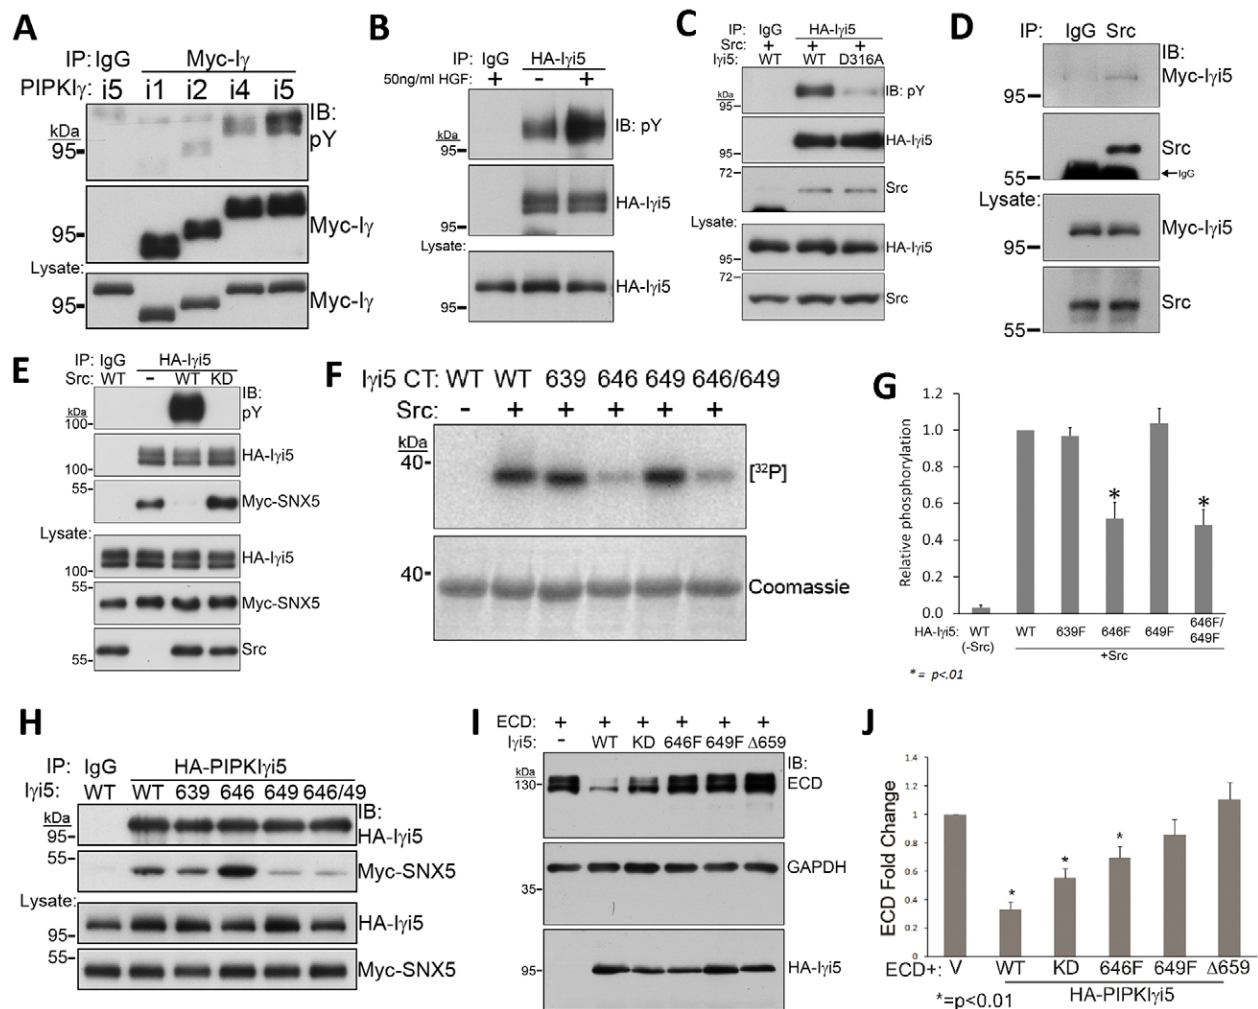 A
IP: IgG Myc-Iγ
PIPKIγ: i5 i1 i2 i4 i5
IB:
pY
kDa
95
Myc-Iγ
95
Lysate:
Myc-Iγ
95
B
IP: IgG HA-Iγi5
50ng/ml HGF: + - +
kDa
IB: pY
95
HA-Iγi5
95
Lysate:
HA-Iγi5
95
C
IP: IgG HA-Iγi5
Src: + + +
Iγi5: WT WT D316A
IB: pY
kDa
95
HA-Iγi5
95
72
Src
Lysate:
HA-Iγi5
95
72
Src
D
IP: IgG Src
IB:
Myc-Iγi5
95
Src
55 ←IgG
Lysate:
Myc-Iγi5
95
Src
55
E
IP: IgG HA-Iγi5
Src: WT - WT KD
IB:
pY
kDa
100
HA-Iγi5
100
55
Myc-SNX5
Lysate:
HA-Iγi5
100
55
Myc-SNX5
Src
55
F
Iγi5 CT: WT WT 639 646 649 646/649
Src: - + + + + +
kDa
40
[³²P]
40
Coomassie
G
Relative phosphorylation
1.2
1.0
0.8
0.6
0.4
0.2
0.0
* *
HA-Iγi5: WT (-Src) WT 639F 646F 649F 646F/649F
+Src
* = p<.01
H
IP: IgG HA-PIPKIγi5
Iγi5: WT WT 639 646 649 646/49
IB:
kDa
95 HA-Iγi5
55
Myc-SNX5
Lysate:
HA-Iγi5
95
55
Myc-SNX5
I
ECD: + + + + + +
Iγi5: - WT KD 646F 649F Δ659
IB:
kDa
130 ECD
GAPDH
35
HA-Iγi5
95
J
ECD Fold Change
1.4
1.2
1
0.8
0.6
0.4
0.2
0
* * *
ECD+: V WT KD 646F 649F Δ659
HA-PIPKIγi5
*=p<0.01